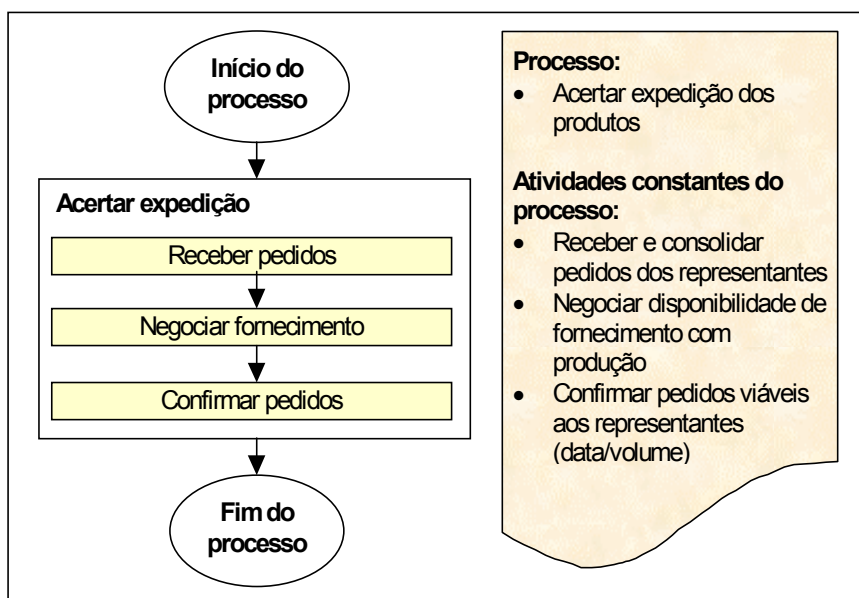 Início do
processo
Acertar expedição
Receber pedidos
Negociar fornecimento
Confirmar pedidos
Fim do
processo
Processo:
• Acertar expedição dos
produtos
Atividades constantes do
processo:
• Receber e consolidar
pedidos dos representantes
• Negociar disponibilidade de
fornecimento com
produção
• Confirmar pedidos viáveis
aos representantes
(data/volume)